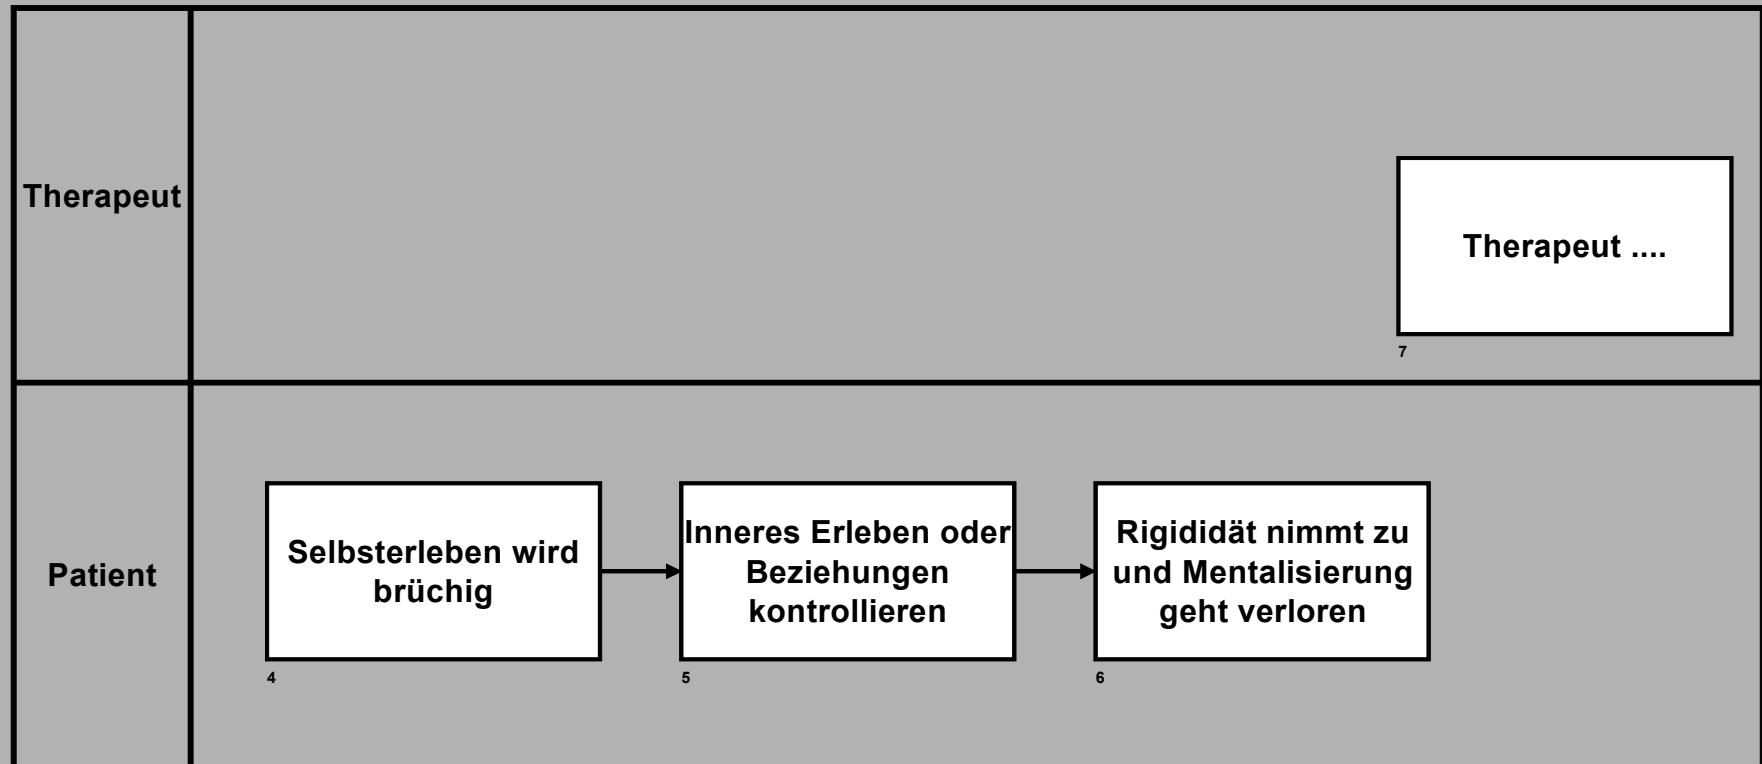 Therapeut
Therapeut ....
7
Patient
Selbsterleben wird
brüchig
4
Inneres Erleben oder
Beziehungen
kontrollieren
5
Rigididät nimmt zu
und Mentalisierung
geht verloren
6